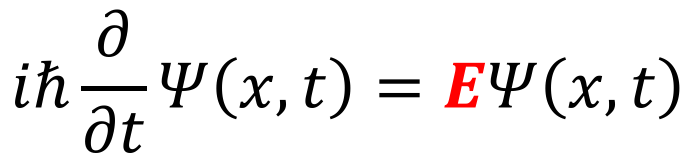 iħ ∂/∂t Ψ(x, t) = EΨ(x, t)